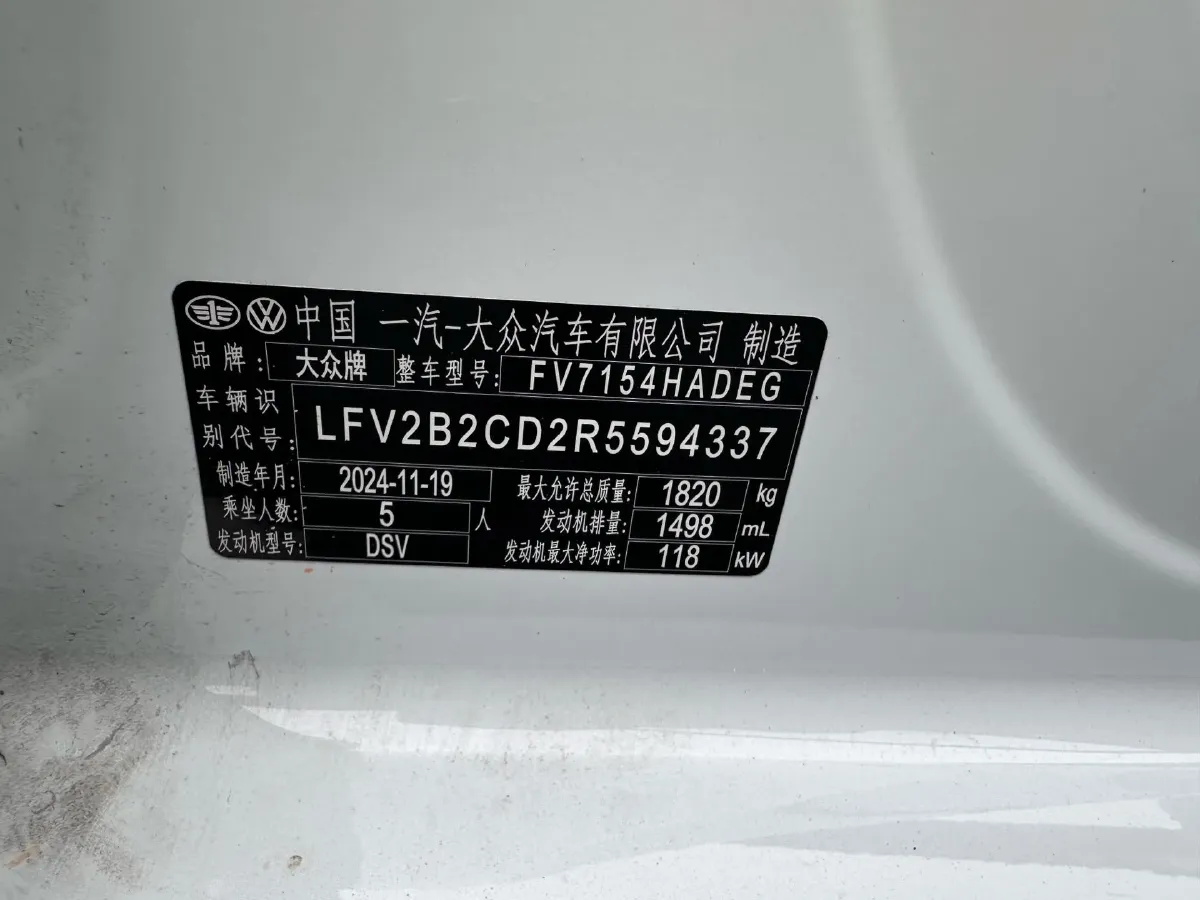 中国 一汽-大众汽车有限公司 制造
品牌: 大众牌 整车型号: FV7154HADEG
车辆识别代号: LFV2B2CD2R5594337
制造年月: 2024-11-19 最大允许总质量: 1820 kg
乘坐人数: 5 人 发动机排量: 1498 mL
发动机型号: DSV 发动机最大净功率: 118 kW